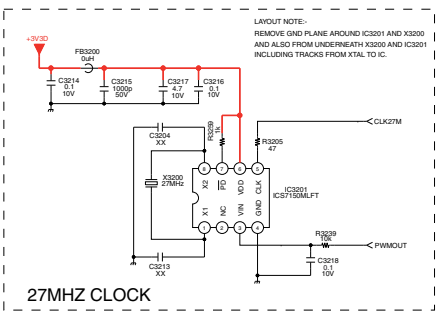 LAYOUT NOTE:-
REMOVE GND PLANE AROUND IC3201 AND X3200
AND ALSO FROM UNDERNEATH X3200 AND IC3201
INCLUDING TRACKS FROM XTAL TO IC.
+3V3D
FB3200
0uH
C3214
0.1
10V
C3215
1000p
50V
C3217
4.7
10V
C3216
0.1
10V
R3259
1k
CLK27M
C3204
XX
R3205
47
X3200
27MHz
8
7
6
5
X2
PD
VDD
CLK
IC3201
ICS7150MLFT
X1
NC
VIN
GND
1
2
3
4
R3239
10k
PWMOUT
C3213
XX
C3218
0.1
10V
27MHZ CLOCK